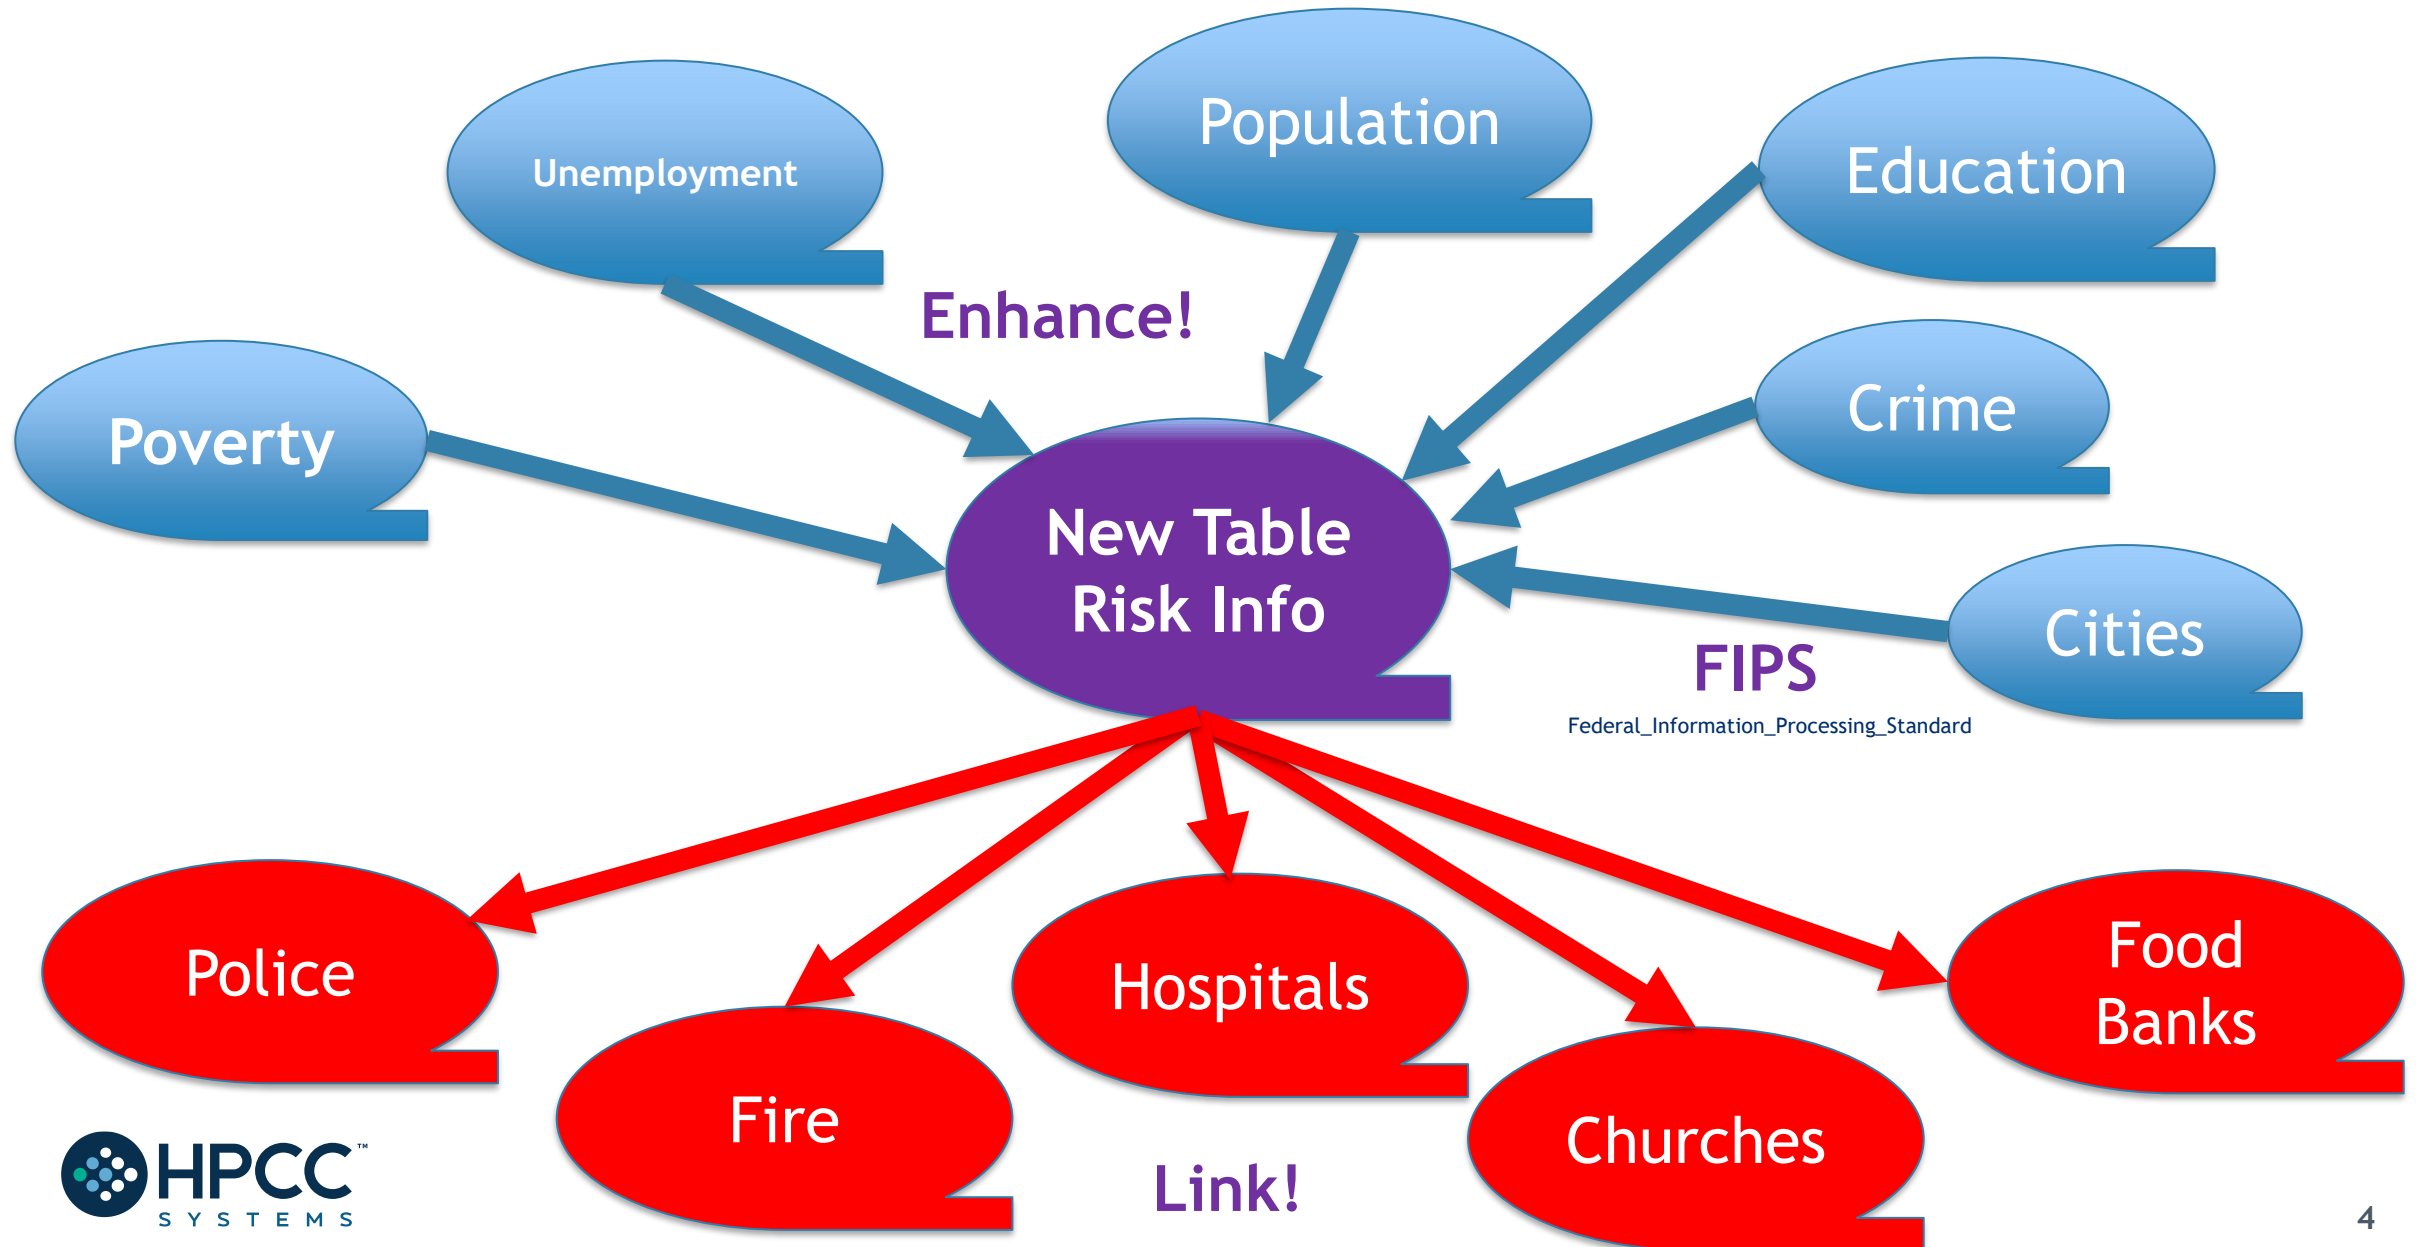 Population
Unemployment
Education
Enhance!
Crime
Poverty
New Table
Risk Info
Cities
FIPS
Federal_Information_Processing_Standard
Police
Hospitals
Food
Banks
Fire
Churches
Link!
HPCC™
SYSTEMS
4